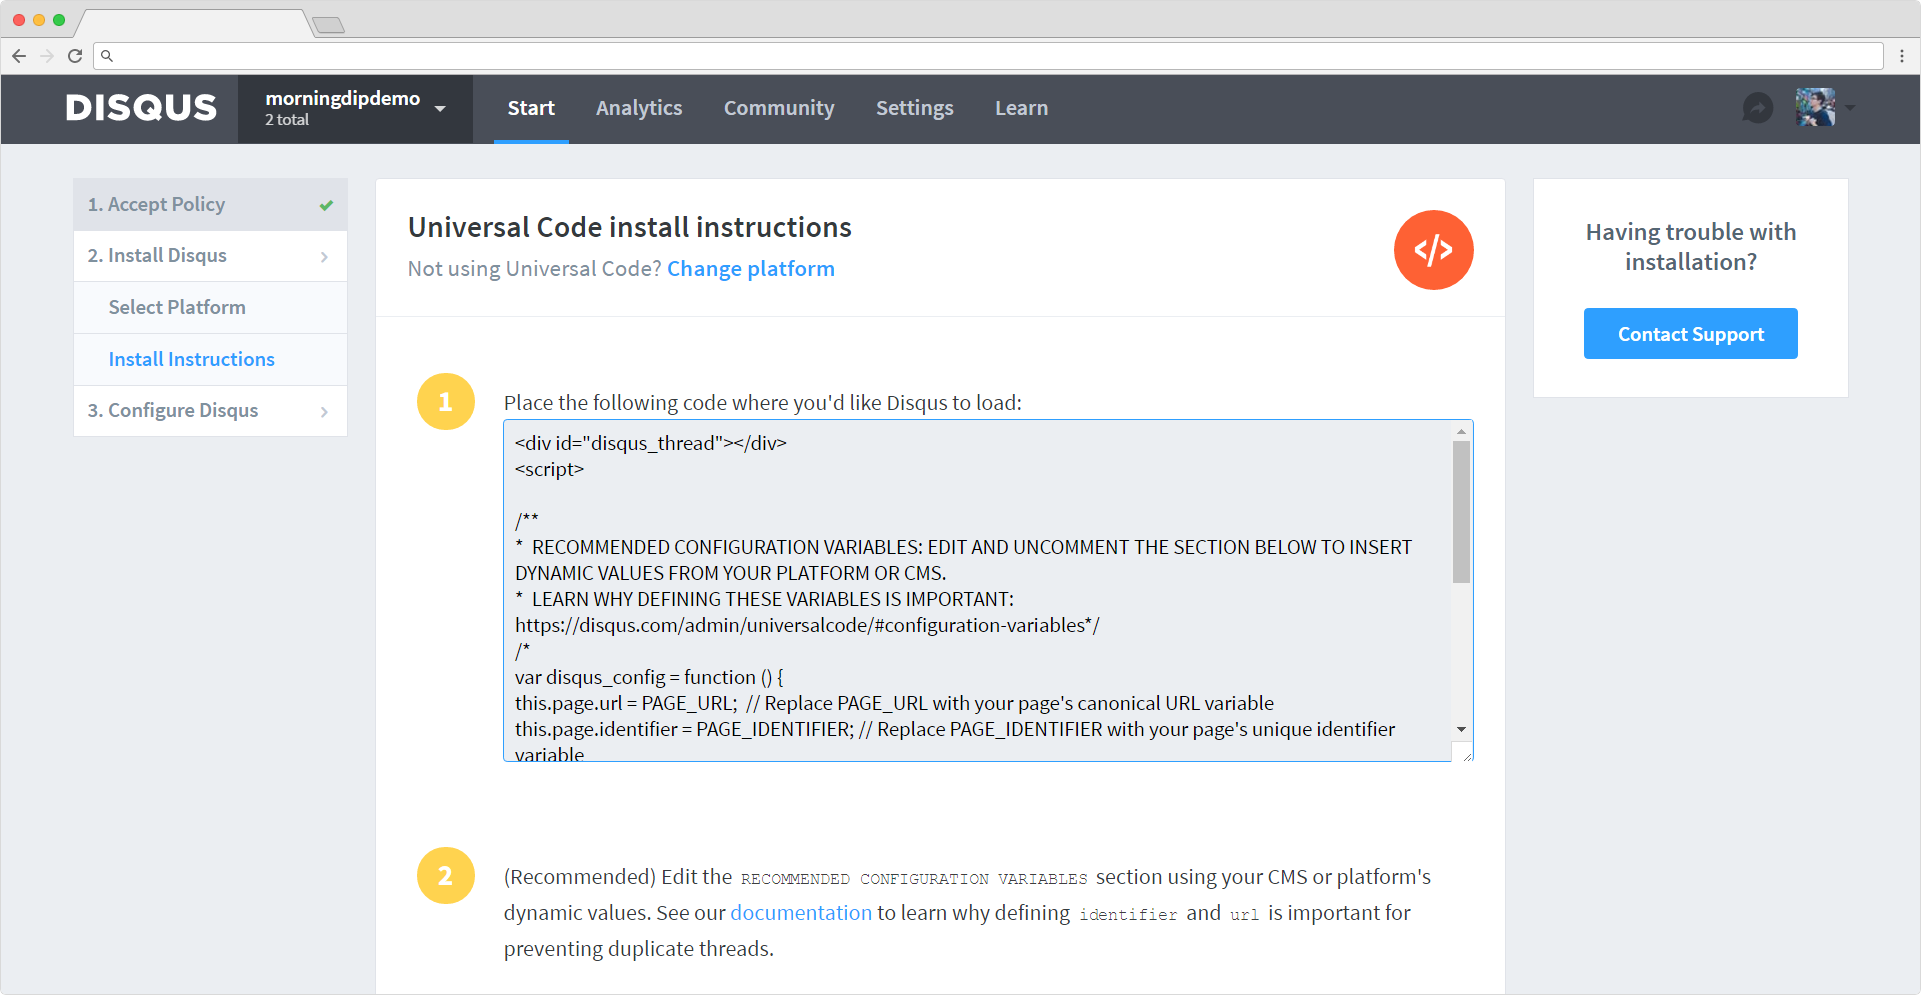 DISQUS
morningdipdemo
2 total
Start
Analytics
Community
Settings
Learn
1. Accept Policy
2. Install Disqus
Select Platform
Install Instructions
3. Configure Disqus
Universal Code install instructions
Not using Universal Code? Change platform
</>
1
Place the following code where you'd like Disqus to load:
<div id="disqus_thread"></div>
<script>
/**
*  RECOMMENDED CONFIGURATION VARIABLES: EDIT AND UNCOMMENT THE SECTION BELOW TO INSERT
DYNAMIC VALUES FROM YOUR PLATFORM OR CMS.
*  LEARN WHY DEFINING THESE VARIABLES IS IMPORTANT:
https://disqus.com/admin/universalcode/#configuration-variables*/
/*
var disqus_config = function () {
this.page.url = PAGE_URL;  // Replace PAGE_URL with your page's canonical URL variable
this.page.identifier = PAGE_IDENTIFIER; // Replace PAGE_IDENTIFIER with your page's unique identifier
variable
2
(Recommended) Edit the RECOMMENDED CONFIGURATION VARIABLES section using your CMS or platform's
dynamic values. See our documentation to learn why defining identifier and url is important for
preventing duplicate threads.
Having trouble with
installation?
Contact Support